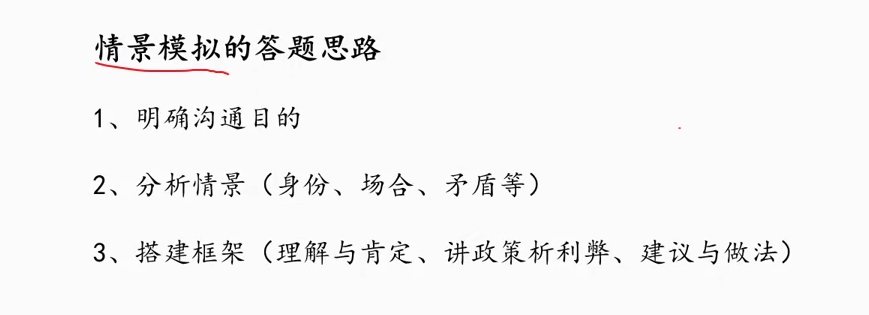 情景模拟的答题思路
1、明确沟通目的
2、分析情景（身份、场合、矛盾等）
3、搭建框架（理解与肯定、讲政策析利弊、建议与做法）